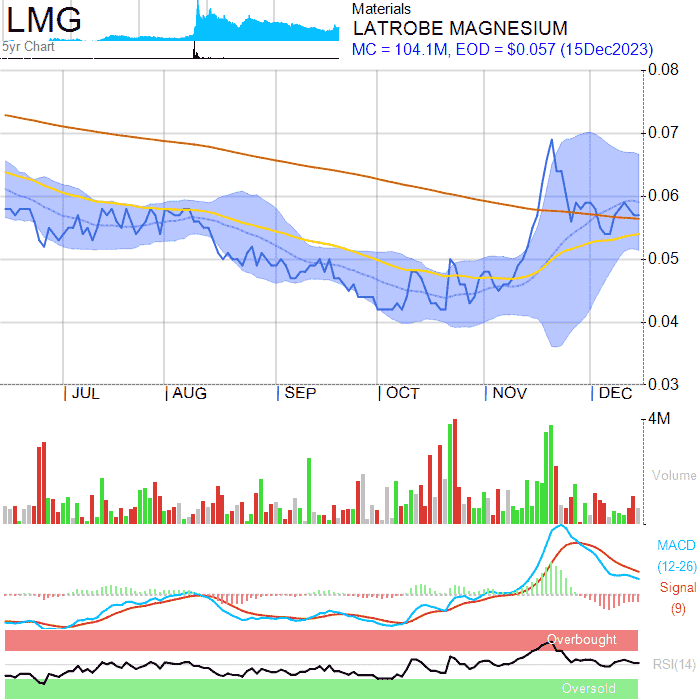 LMG
5yr Chart
Materials
LATROBE MAGNESIUM
MC = 104.1M, EOD = $0.057 (15Dec2023)
0.08
0.07
0.06
0.05
0.04
0.03
JUL AUG SEP OCT NOV DEC
4M
Volume
MACD
(12-26)
Signal
(9)
Overbought
RSI(14)
Oversold